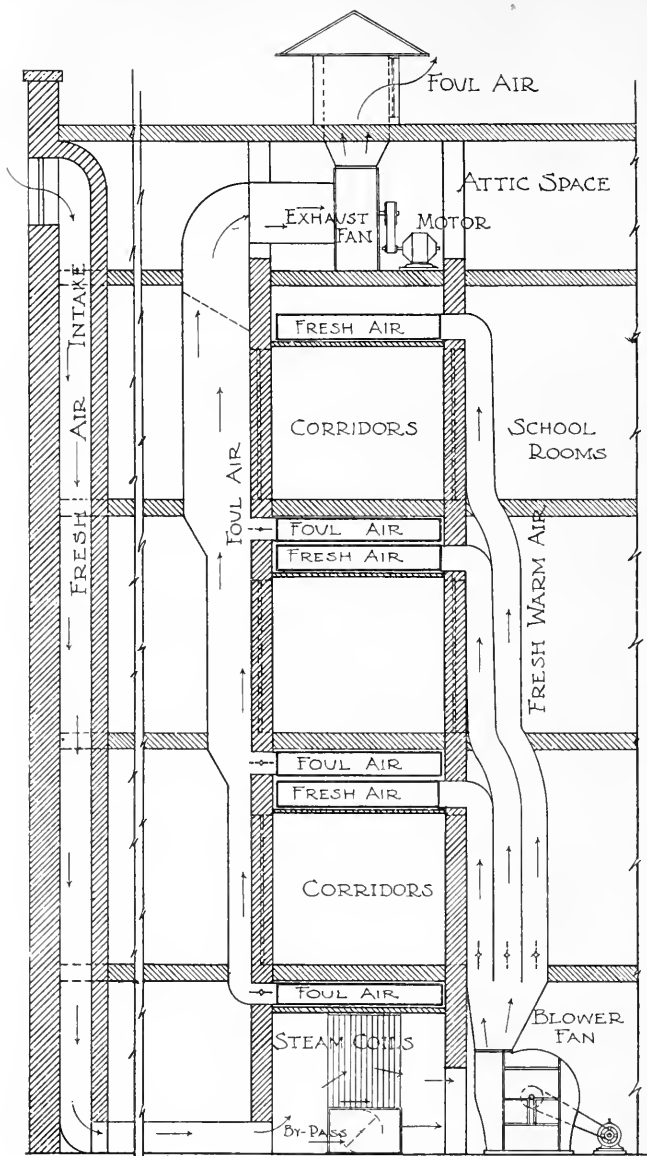 FOUL AIR
ATTIC SPACE
EXHAUST
FAN
MOTOR
FRESH AIR INTAKE
FRESH AIR
CORRIDORS
SCHOOL
ROOMS
FOUL AIR
FOUL AIR
FRESH AIR
FRESH WARM AIR
FOUL AIR
FRESH AIR
CORRIDORS
FOUL AIR
BLOWER
FAN
STEAM COILS
BY-PASS